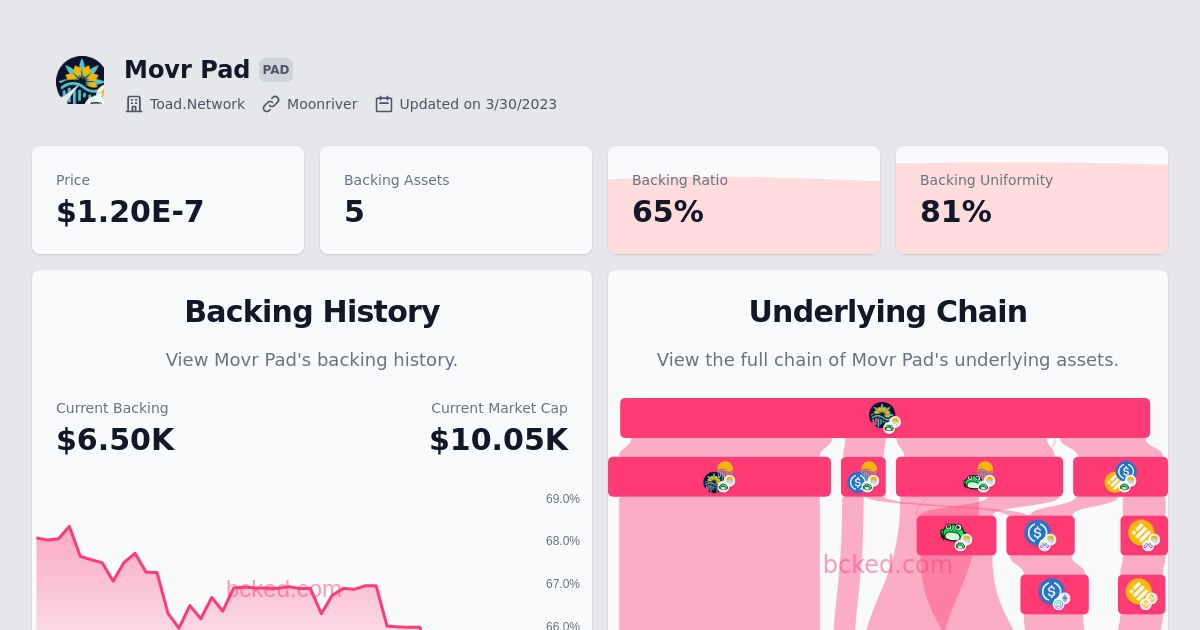 Movr Pad PAD
Toad.Network Moonriver Updated on 3/30/2023
Price
$1.20E-7
Backing Assets
5
Backing Ratio
65%
Backing Uniformity
81%
Backing History
View Movr Pad's backing history.
Current Backing
$6.50K
Current Market Cap
$10.05K
69.0%
68.0%
67.0%
66.0%
bcked.com
Underlying Chain
View the full chain of Movr Pad's underlying assets.
bcked.com